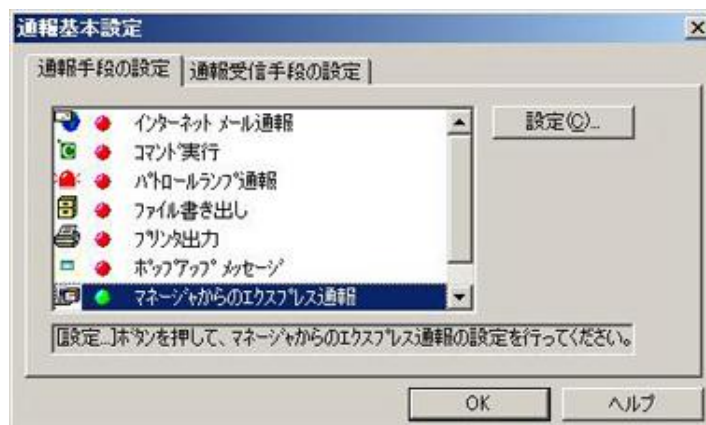 通報基本設定
通報手段の設定 通報受信手段の設定
インターネット メール通報
設定(C)...
コマンド実行
パトロールランプ通報
ファイル書き出し
プリンタ出力
ポップアップ メッセージ
マネージャからのエクスプレス通報
[設定...]ボタンを押して、マネージャからのエクスプレス通報の設定を行ってください。
OK ヘルプ